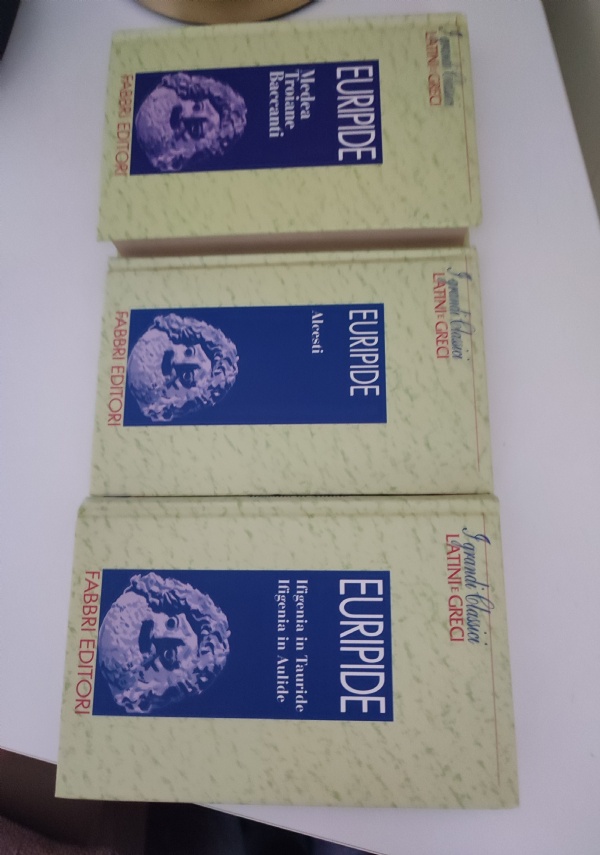 I grandi Classici
LATINI E GRECI
EURIPIDE
Medea
Troiane
Baccanti
FABBRI EDITORI
I grandi Classici
LATINI E GRECI
EURIPIDE
Alcesti
FABBRI EDITORI
I grandi Classici
LATINI E GRECI
EURIPIDE
Ifigenia in Tauride
Ifigenia in Aulide
FABBRI EDITORI